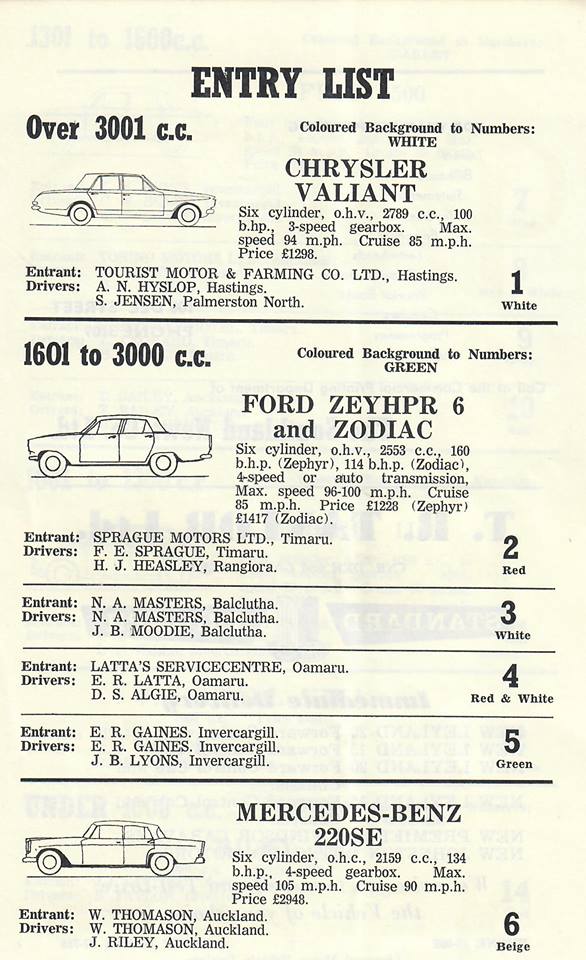 ENTRY LIST
Over 3001 c.c.
Coloured Background to Numbers:
WHITE
CHRYSLER
VALIANT
Six cylinder, o.h.v., 2789 c.c., 100
b.hp., 3-speed gearbox. Max.
speed 94 m.ph. Cruise 85 m.p.h.
Price £1298.
Entrant: TOURIST MOTOR & FARMING CO. LTD., Hastings.
Drivers: A. N. HYSLOP, Hastings.
S. JENSEN, Palmerston North.
1
White
1601 to 3000 c.c.
Coloured Background to Numbers:
GREEN
FORD ZEYHPR 6
and ZODIAC
Six cylinder, o.h.v., 2553 c.c., 160
b.h.p. (Zephyr), 114 b.h.p. (Zodiac),
4-speed or auto transmission,
Max. speed 96-100 m.p.h. Cruise
85 m.p.h. Price £1228 (Zephyr)
£1417 (Zodiac).
Entrant: SPRAGUE MOTORS LTD., Timaru.
Drivers: F. E. SPRAGUE, Timaru.
H. J. HEASLEY, Rangiora.
2
Red
Entrant: N. A. MASTERS, Balclutha.
Drivers: N. A. MASTERS, Balclutha.
J. B. MOODIE, Balclutha.
3
White
Entrant: LATTA'S SERVICECENTRE, Oamaru.
Drivers: E. R. LATTA, Oamaru.
D. S. ALGIE, Oamaru.
4
Red & White
Entrant: E. R. GAINES. Invercargill.
Drivers: E. R. GAINES. Invercargill.
J. B. LYONS, Invercargill.
5
Green
MERCEDES-BENZ
220SE
Six cylinder, o.h.c., 2159 c.c., 134
b.h.p., 4-speed gearbox. Max.
speed 105 m.p.h. Cruise 90 m.p.h.
Price £2948.
Entrant: W. THOMASON, Auckland.
Drivers: W. THOMASON, Auckland.
J. RILEY, Auckland.
6
Beige